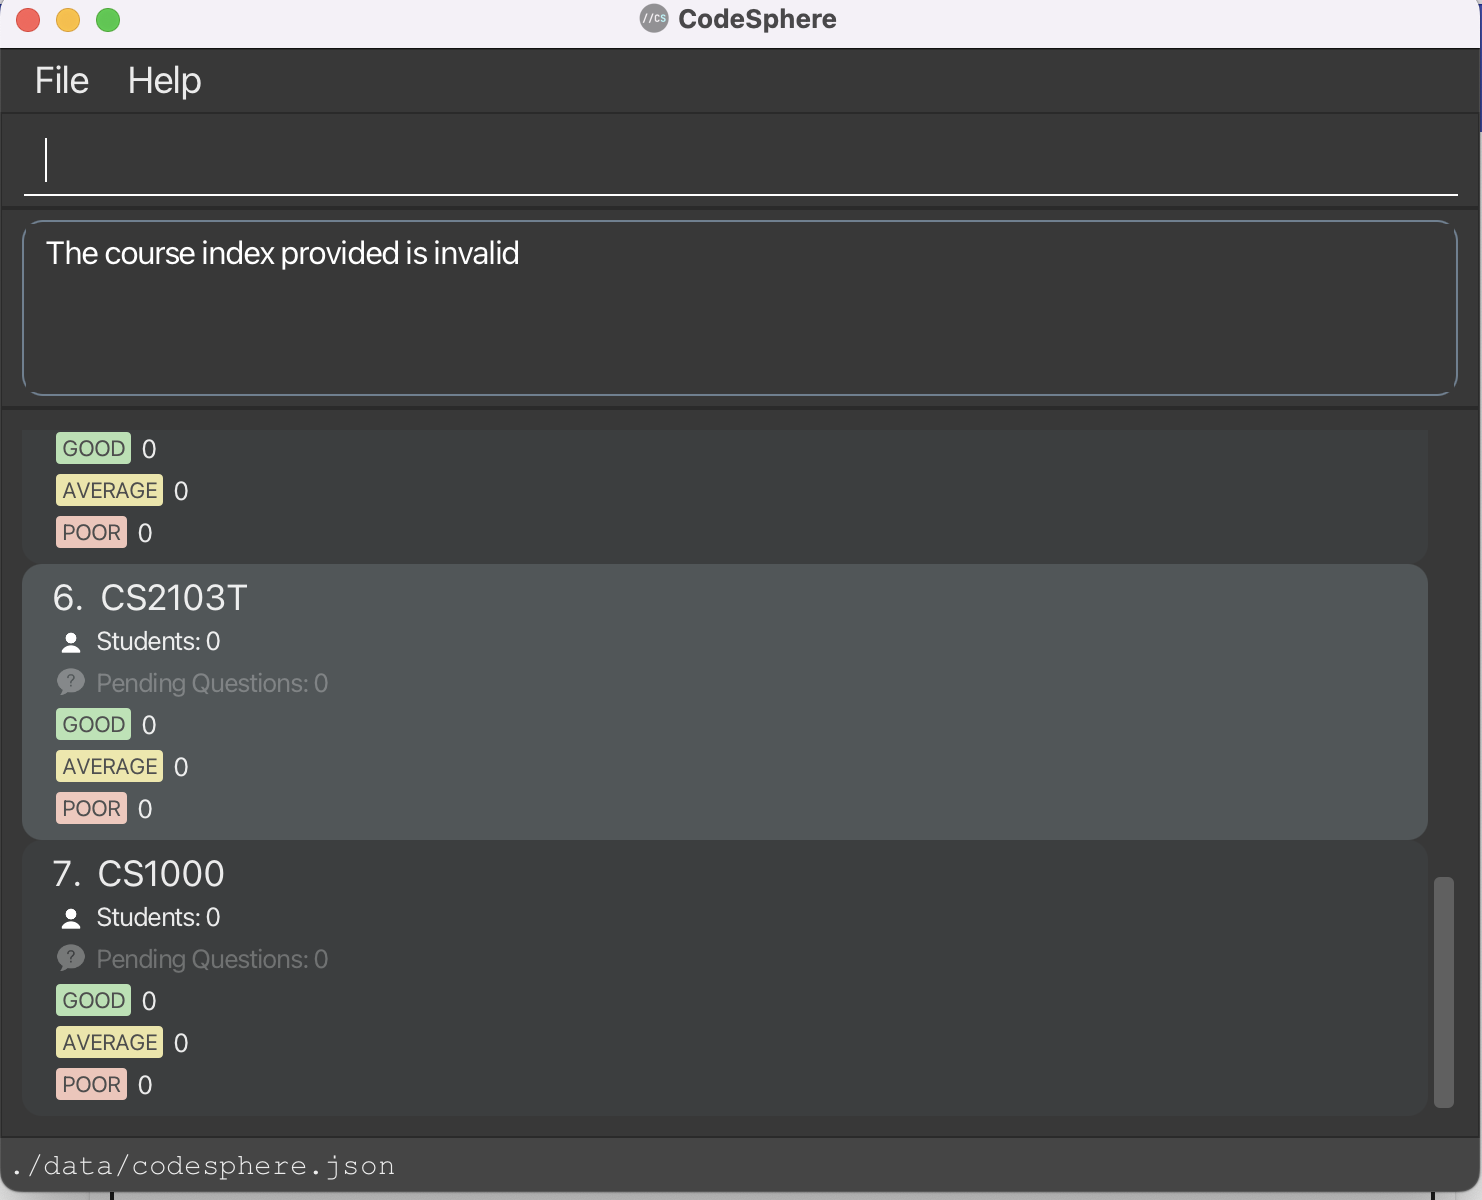 //CS CodeSphere
File Help
The course index provided is invalid
GOOD 0
AVERAGE 0
POOR 0
6. CS2103T
Students: 0
? Pending Questions: 0
GOOD 0
AVERAGE 0
POOR 0
7. CS1000
Students: 0
? Pending Questions: 0
GOOD 0
AVERAGE 0
POOR 0
./data/codesphere.json